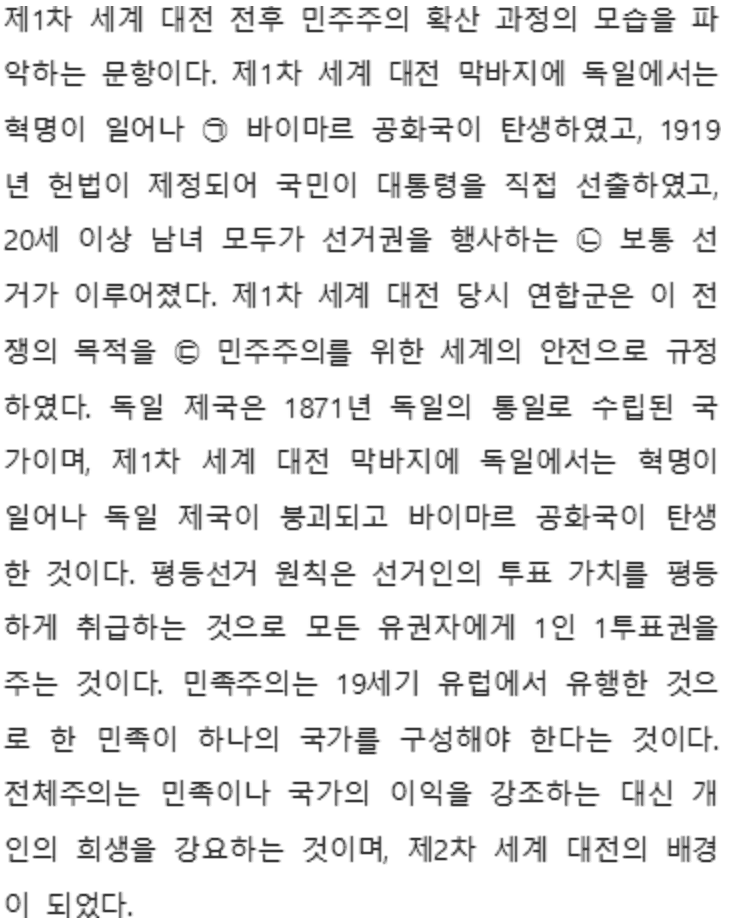 제1차 세계 대전 전후 민주주의 확산 과정의 모습을 파
악하는 문항이다. 제1차 세계 대전 막바지에 독일에서는
혁명이 일어나 ㉠ 바이마르 공화국이 탄생하였고, 1919
년 헌법이 제정되어 국민이 대통령을 직접 선출하였고,
20세 이상 남녀 모두가 선거권을 행사하는 ㉡ 보통 선
거가 이루어졌다. 제1차 세계 대전 당시 연합군은 이 전
쟁의 목적을 ㉢ 민주주의를 위한 세계의 안전으로 규정
하였다. 독일 제국은 1871년 독일의 통일로 수립된 국
가이며, 제1차 세계 대전 막바지에 독일에서는 혁명이
일어나 독일 제국이 붕괴되고 바이마르 공화국이 탄생
한 것이다. 평등선거 원칙은 선거인의 투표 가치를 평등
하게 취급하는 것으로 모든 유권자에게 1인 1투표권을
주는 것이다. 민족주의는 19세기 유럽에서 유행한 것으
로 한 민족이 하나의 국가를 구성해야 한다는 것이다.
전체주의는 민족이나 국가의 이익을 강조하는 대신 개
인의 희생을 강요하는 것이며, 제2차 세계 대전의 배경
이 되었다.